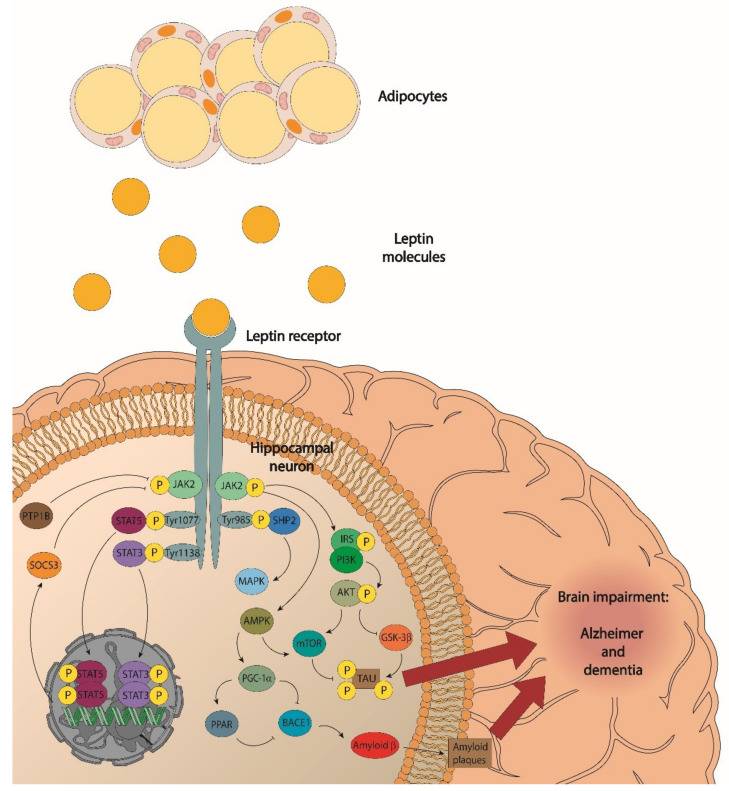 Adipocytes
Leptin
molecules
Leptin receptor
Hippocampal
neuron
P JAK2
JAK2 P
PTP1B
STAT5 P Tyr1077
Tyr985 P SHP2
STAT3 P Tyr1138
IRS P
PI3K
SOCS3
MAPK
AKT P
AMPK
mTOR
GSK-3β
P STAT5
STAT3 P
P STAT5
STAT3 P
PGC-1α
P
TAU
P P
PPAR
BACE1
Amyloid β
Amyloid
plaques
Brain impairment:
Alzheimer
and
dementia